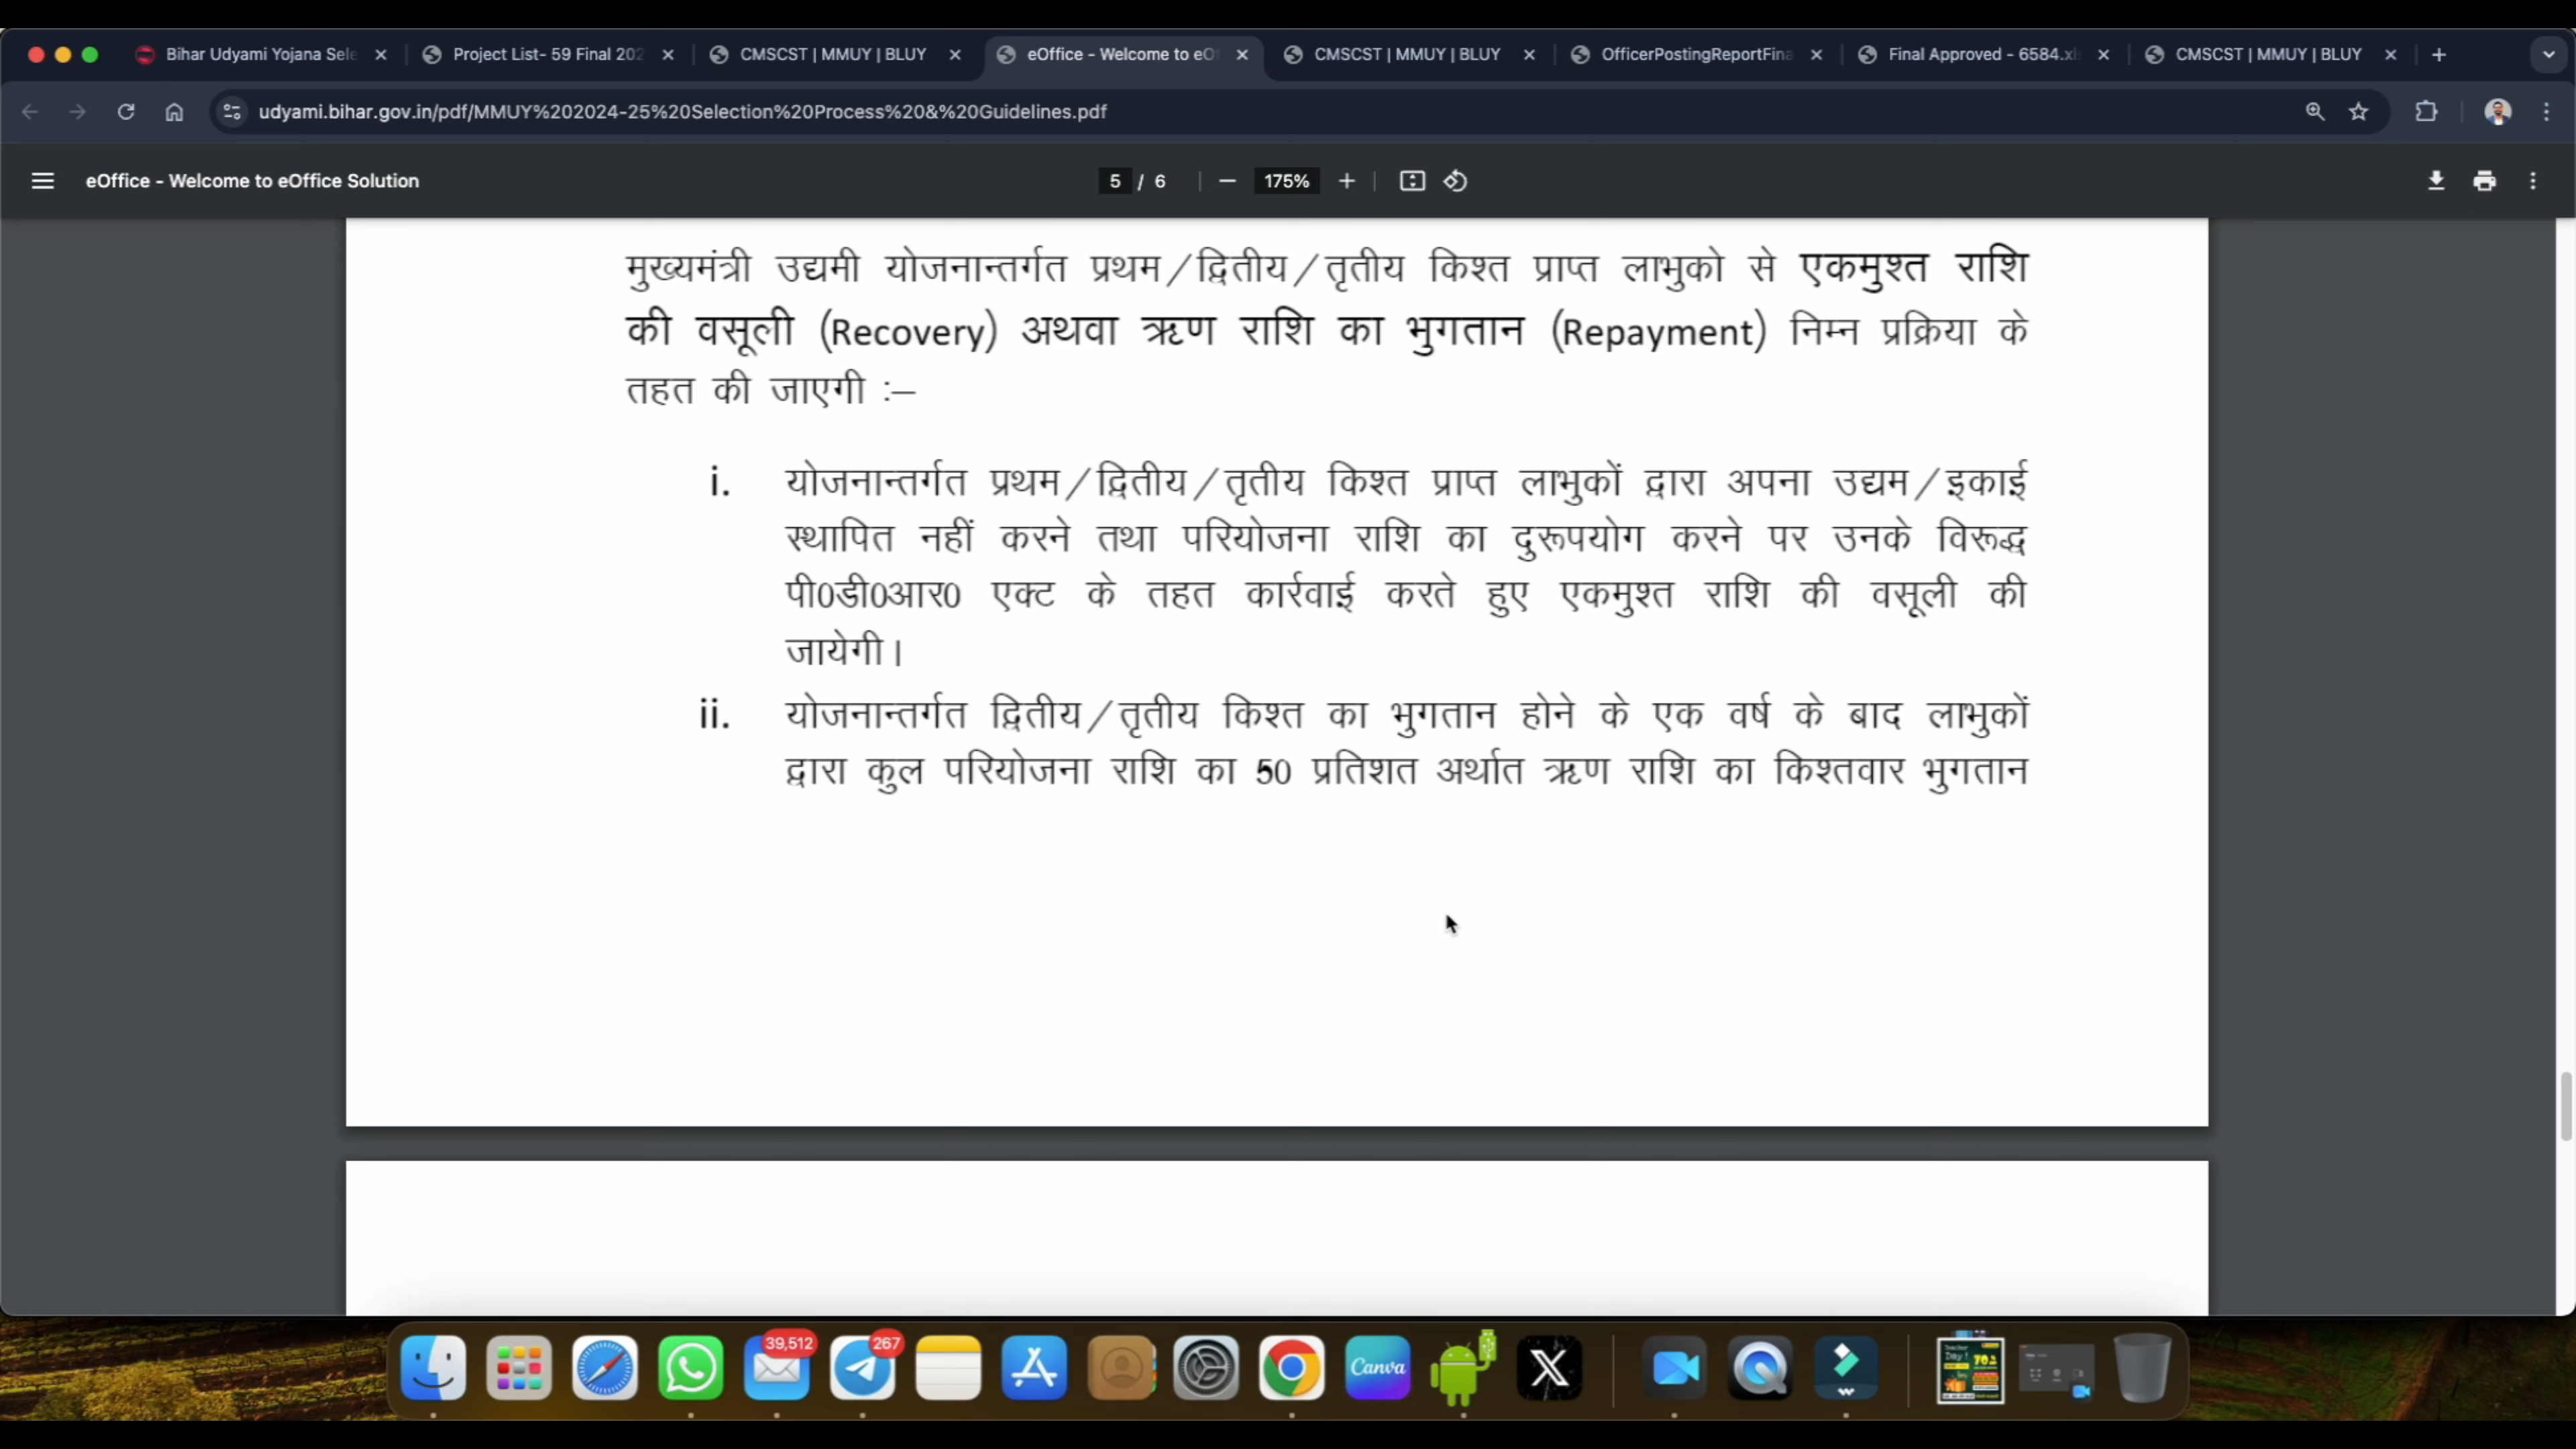 Bihar Udyami Yojana Sele
Project List- 59 Final 202
CMSCST | MMUY | BLUY
eOffice - Welcome to eOf
CMSCST | MMUY | BLUY
OfficerPostingReportFina
Final Approved - 6584.xls
CMSCST | MMUY | BLUY
udyami.bihar.gov.in/pdf/MMUY%202024-25%20Selection%20Process%20&%20Guidelines.pdf
eOffice - Welcome to eOffice Solution
5 / 6
175%
मुख्यमंत्री उद्यमी योजनान्तर्गत प्रथम/द्वितीय/तृतीय किश्त प्राप्त लाभुको से एकमुश्त राशि
की वसूली (Recovery) अथवा ऋण राशि का भुगतान (Repayment) निम्न प्रक्रिया के
तहत की जाएगी :–
i. योजनान्तर्गत प्रथम/द्वितीय/तृतीय किश्त प्राप्त लाभुकों द्वारा अपना उद्यम/इकाई
स्थापित नहीं करने तथा परियोजना राशि का दुरूपयोग करने पर उनके विरूद्ध
पी0डी0आर0 एक्ट के तहत कार्रवाई करते हुए एकमुश्त राशि की वसूली की
जायेगी।
ii. योजनान्तर्गत द्वितीय/तृतीय किश्त का भुगतान होने के एक वर्ष के बाद लाभुकों
द्वारा कुल परियोजना राशि का 50 प्रतिशत अर्थात ऋण राशि का किश्तवार भुगतान
39,512
267
Canva